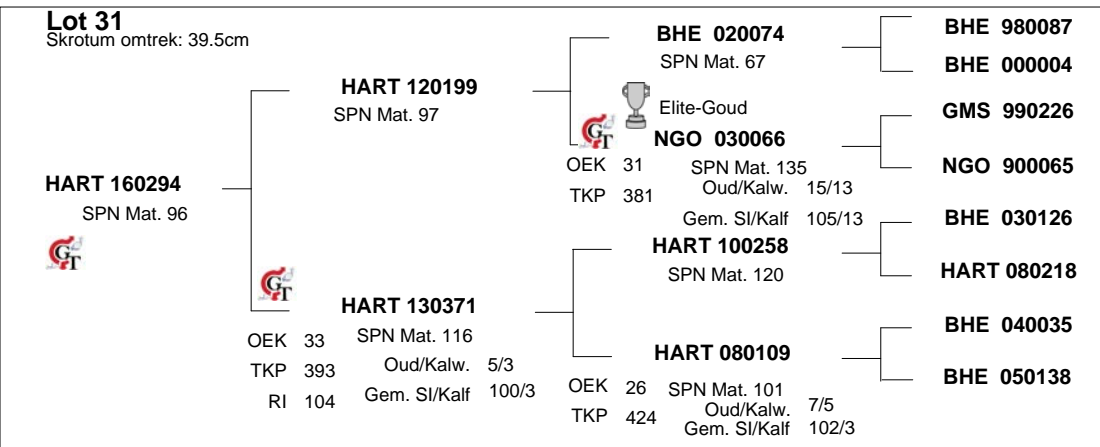 Lot 31
Skrotum omtrek: 39.5cm
HART 160294
SPN Mat. 96
GT
HART 120199
SPN Mat. 97
GT
HART 130371
OEK 33 SPN Mat. 116
TKP 393 Oud/Kalw. 5/3
RI 104 Gem. SI/Kalf 100/3
BHE 020074
SPN Mat. 67
Elite-Goud
GT
NGO 030066
OEK 31 SPN Mat. 135
TKP 381 Oud/Kalw. 15/13
Gem. SI/Kalf 105/13
HART 100258
SPN Mat. 120
HART 080109
OEK 26 SPN Mat. 101
TKP 424 Oud/Kalw. 7/5
Gem. SI/Kalf 102/3
BHE 980087
BHE 000004
GMS 990226
NGO 900065
BHE 030126
HART 080218
BHE 040035
BHE 050138